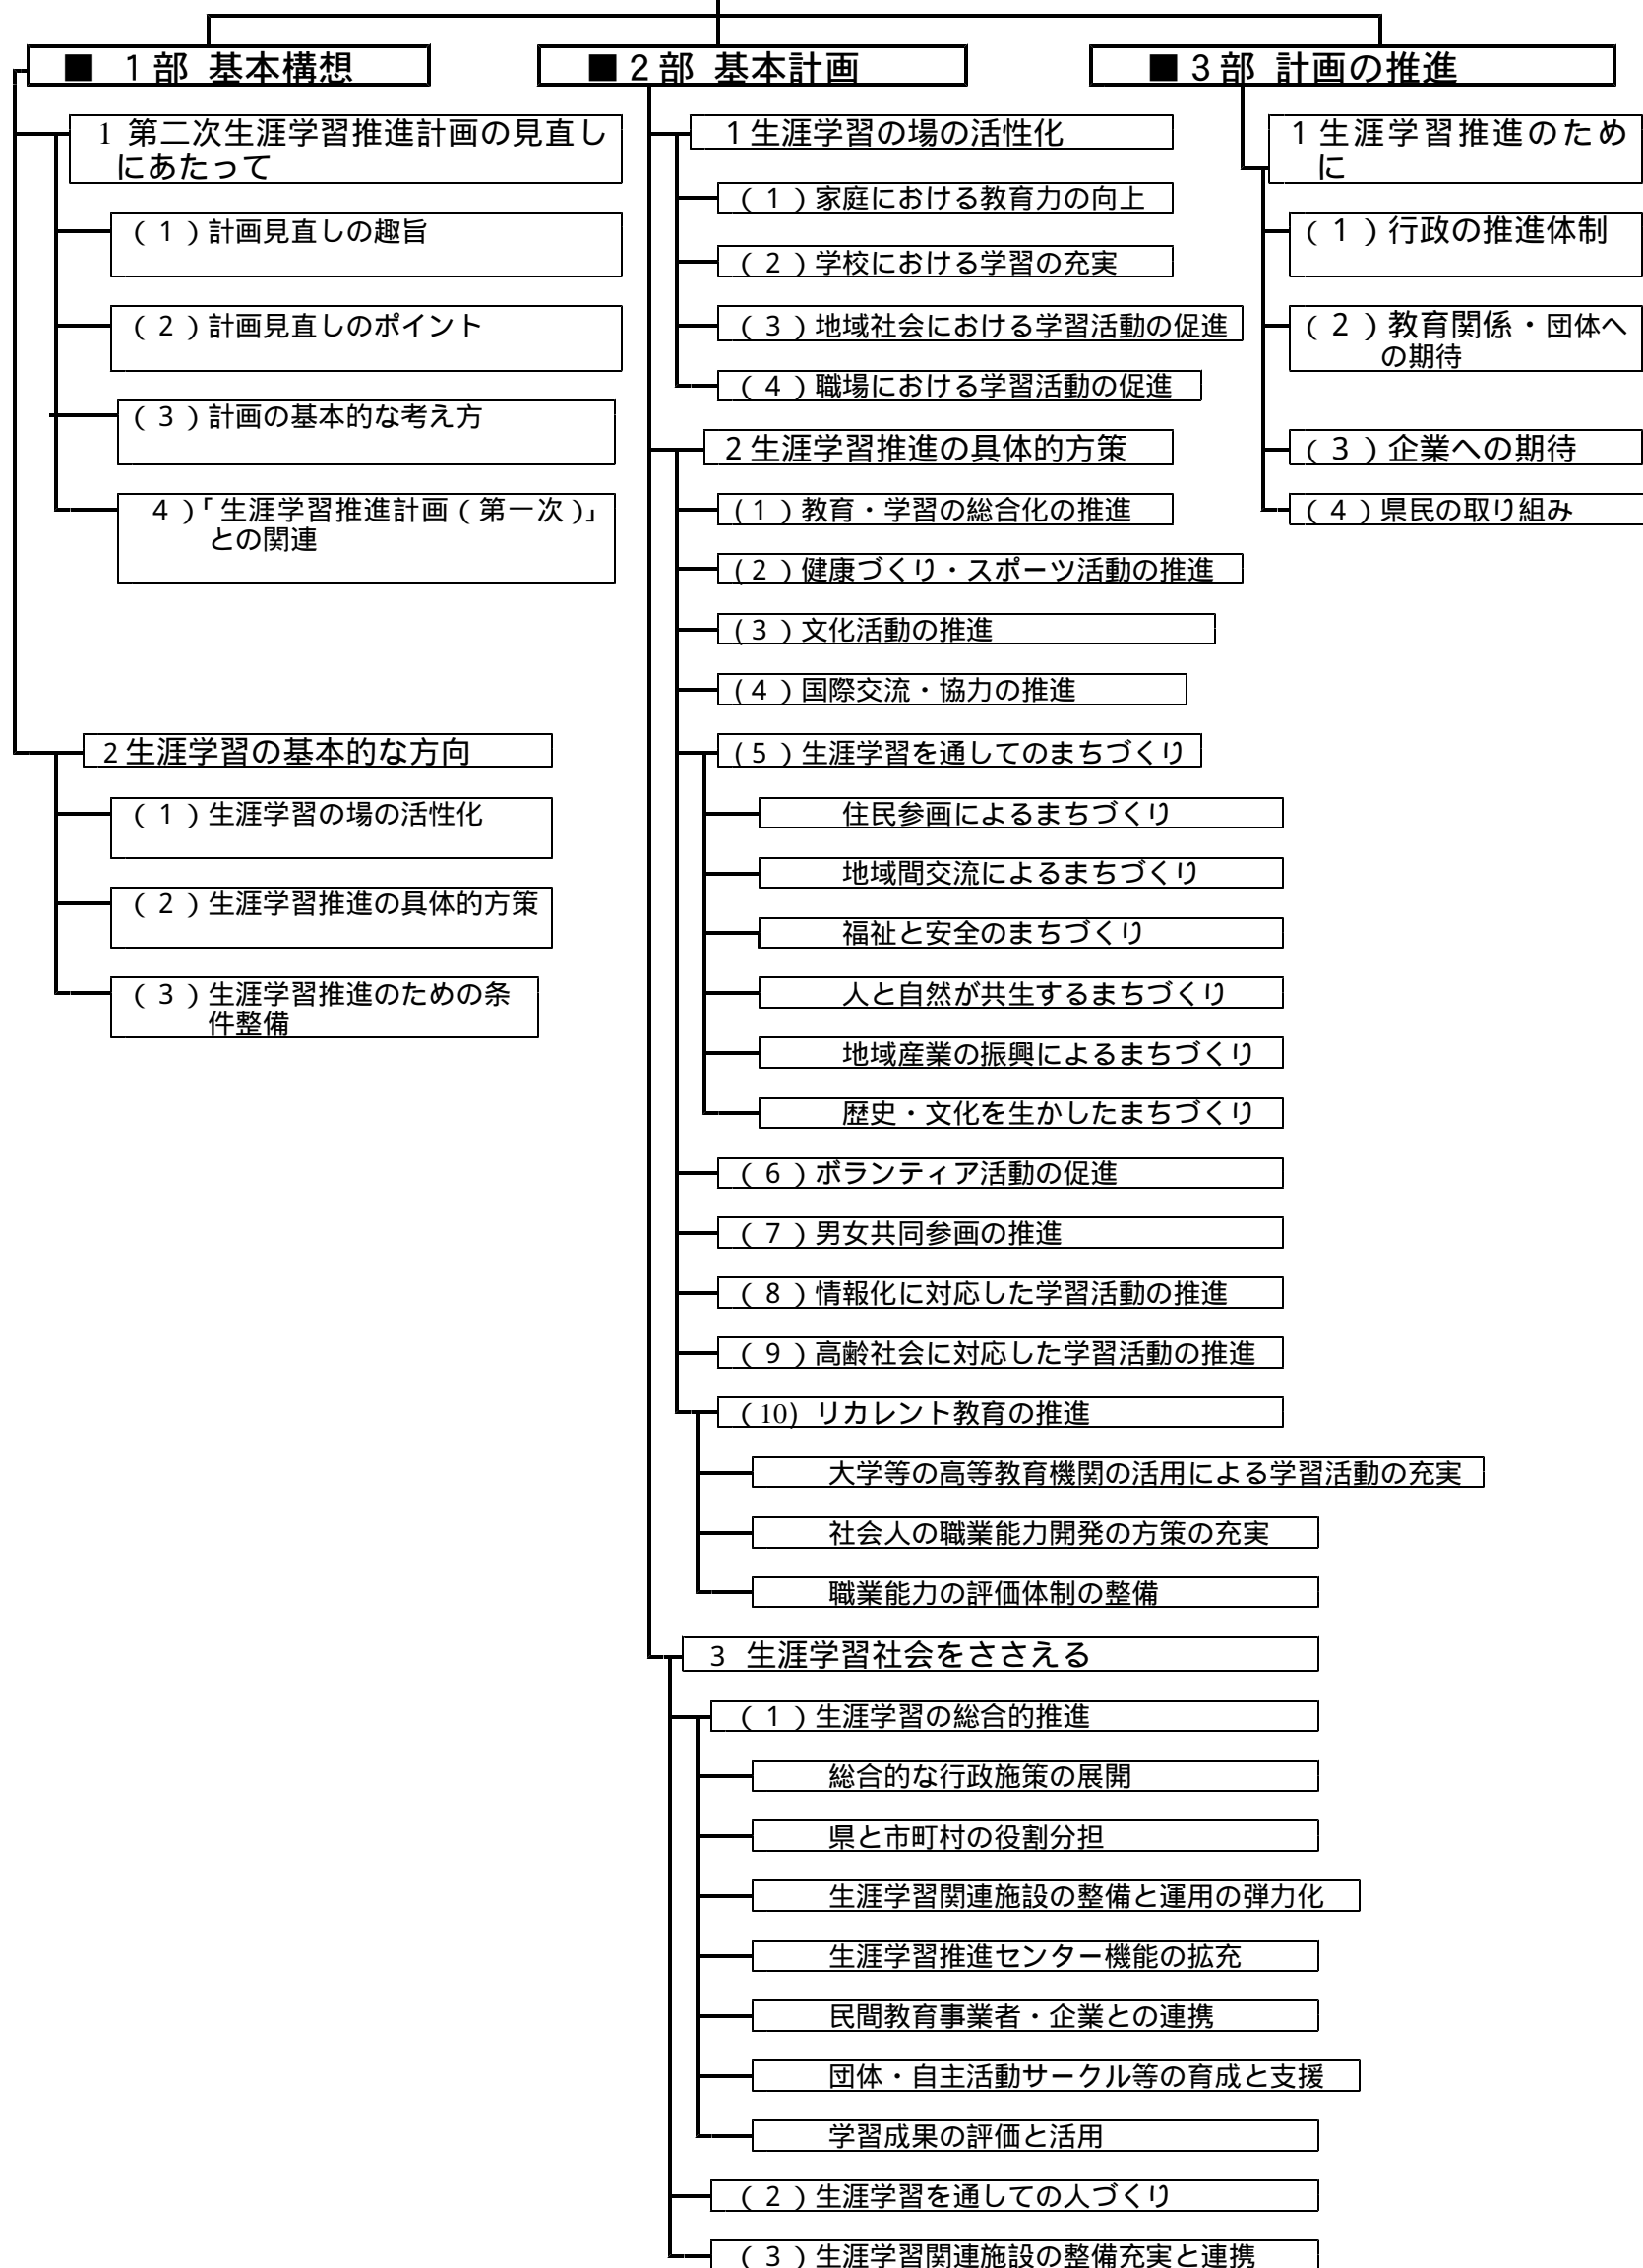 ■ 1部 基本構想
1 第二次生涯学習推進計画の見直し
にあたって
(1)計画見直しの趣旨
(2)計画見直しのポイント
(3)計画の基本的な考え方
4)「生涯学習推進計画(第一次)」
との関連
2生涯学習の基本的な方向
(1)生涯学習の場の活性化
(2)生涯学習推進の具体的方策
(3)生涯学習推進のための条
件整備
■2部 基本計画
1生涯学習の場の活性化
(1)家庭における教育力の向上
(2)学校における学習の充実
(3)地域社会における学習活動の促進
(4)職場における学習活動の促進
2生涯学習推進の具体的方策
(1)教育・学習の総合化の推進
(2)健康づくり・スポーツ活動の推進
(3)文化活動の推進
(4)国際交流・協力の推進
(5)生涯学習を通してのまちづくり
住民参画によるまちづくり
地域間交流によるまちづくり
福祉と安全のまちづくり
人と自然が共生するまちづくり
地域産業の振興によるまちづくり
歴史・文化を生かしたまちづくり
(6)ボランティア活動の促進
(7)男女共同参画の推進
(8)情報化に対応した学習活動の推進
(9)高齢社会に対応した学習活動の推進
(10) リカレント教育の推進
大学等の高等教育機関の活用による学習活動の充実
社会人の職業能力開発の方策の充実
職業能力の評価体制の整備
3 生涯学習社会をささえる
(1)生涯学習の総合的推進
総合的な行政施策の展開
県と市町村の役割分担
生涯学習関連施設の整備と運用の弾力化
生涯学習推進センター機能の拡充
民間教育事業者・企業との連携
団体・自主活動サークル等の育成と支援
学習成果の評価と活用
(2)生涯学習を通しての人づくり
(3)生涯学習関連施設の整備充実と連携
■3部 計画の推進
1生涯学習推進のため
に
(1)行政の推進体制
(2)教育関係・団体へ
の期待
(3)企業への期待
(4)県民の取り組み